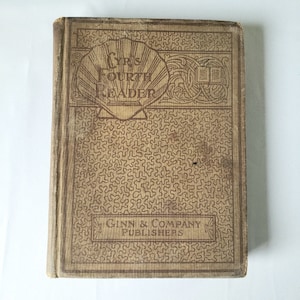 CYR'S
FOURTH
READER
GINN & COMPANY
PUBLISHERS